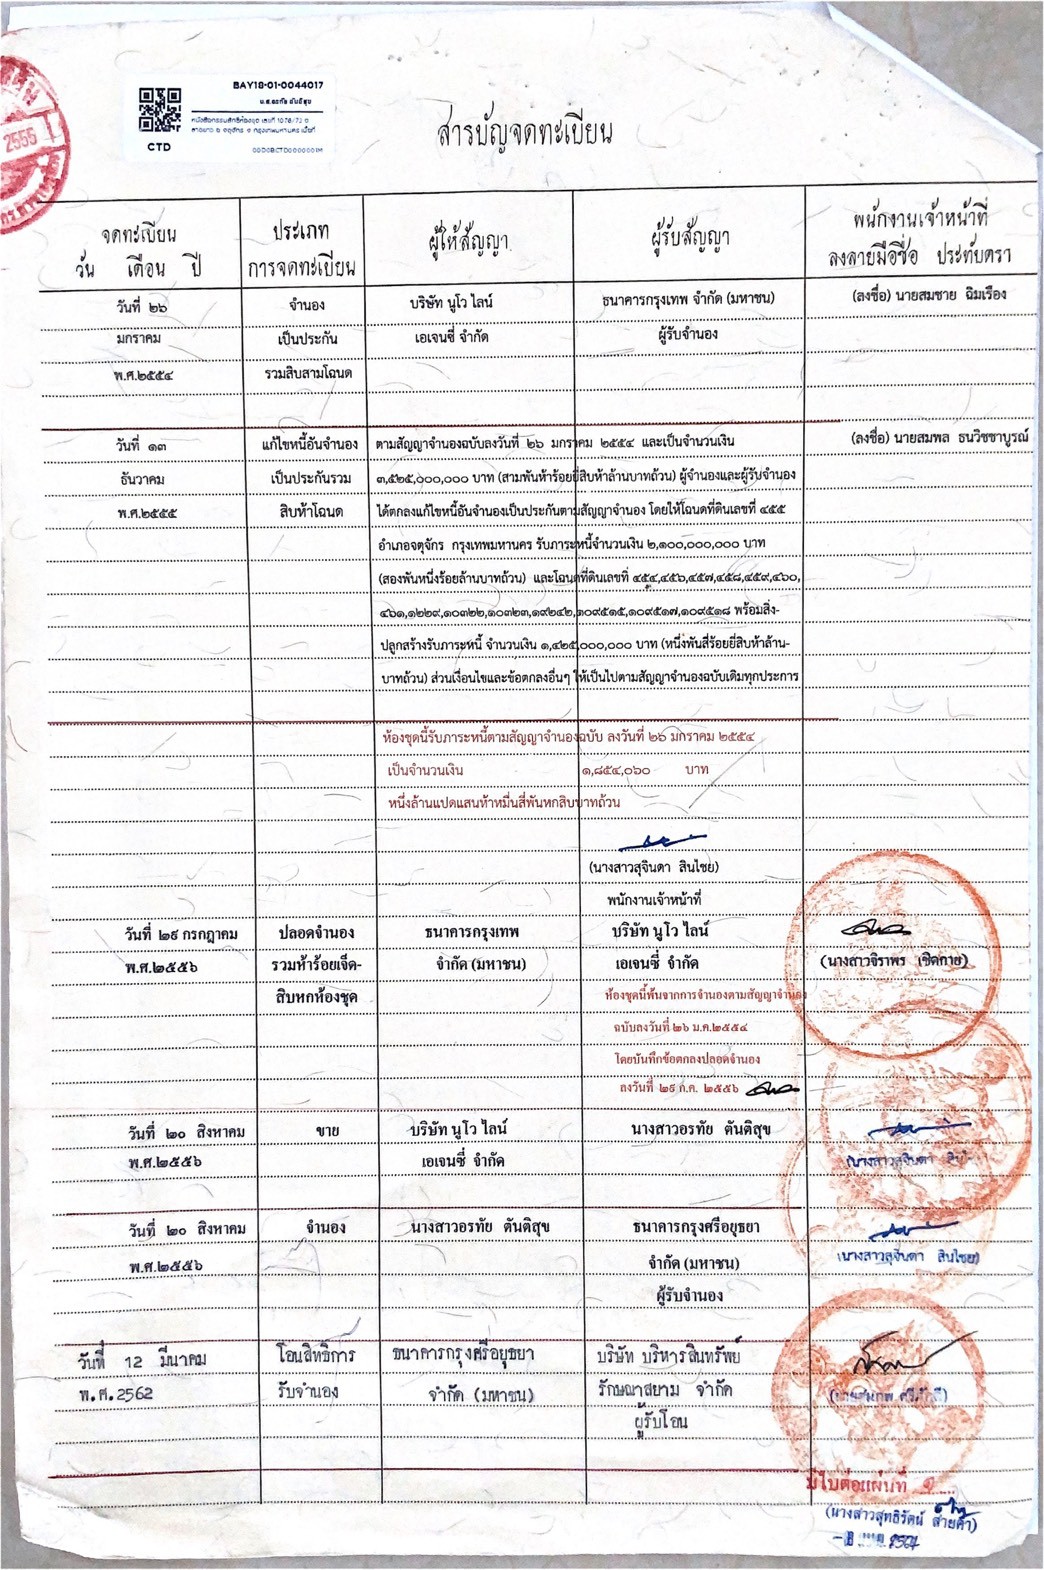 2555
BAY18-01-0044017
น.ส.อรทัย ตันติสุข
CTD
สารบัญจดทะเบียน
จดทะเบียน
วัน เดือน ปี
ประเภท
การจดทะเบียน
ผู้ให้สัญญา
ผู้รับสัญญา
พนักงานเจ้าหน้าที่
ลงลายมือชื่อ ประทับตรา
วันที่ ๒๖ จำนอง บริษัท นูโว ไลน์ ธนาคารกรุงเทพ จำกัด (มหาชน) (ลงชื่อ) นายสมชาย ฉิมเรือง
มกราคม เป็นประกัน เอเจนซี่ จำกัด ผู้รับจำนอง
พ.ศ.๒๕๕๔ รวมสิบสามโฉนด
วันที่ ๑๓ แก้ไขหนี้อันจำนอง ตามสัญญาจำนองฉบับลงวันที่ ๒๖ มกราคม ๒๕๕๔ และเป็นจำนวนเงิน (ลงชื่อ) นายสมพล ธนวิชชาบูรณ์
ธันวาคม เป็นประกันรวม ๓,๕๒๕,๐๐๐,๐๐๐ บาท (สามพันห้าร้อยยี่สิบห้าล้านบาทถ้วน) ผู้จำนองและผู้รับจำนอง
พ.ศ.๒๕๕๕ สิบห้าโฉนด ได้ตกลงแก้ไขหนี้อันจำนองเป็นประกันตามสัญญาจำนอง โดยให้โฉนดที่ดินเลขที่ ๔๕๕
อำเภอจตุจักร กรุงเทพมหานคร รับภาระหนี้จำนวนเงิน ๒,๑๐๐,๐๐๐,๐๐๐ บาท
(สองพันหนึ่งร้อยล้านบาทถ้วน) และโฉนดที่ดินเลขที่ ๔๕๔,๔๕๖,๔๕๗,๔๕๘,๔๕๙,๔๖๐,
๔๖๑,๑๒๒๙,๑๐๓๒๒,๑๐๓๒๓,๑๙๒๔๒,๑๐๙๕๑๕,๑๐๙๕๑๗,๑๐๙๕๑๘ พร้อมสิ่ง-
ปลูกสร้างรับภาระหนี้ จำนวนเงิน ๑,๔๒๕,๐๐๐,๐๐๐ บาท (หนึ่งพันสี่ร้อยยี่สิบห้าล้าน-
บาทถ้วน) ส่วนเงื่อนไขและข้อตกลงอื่นๆ ให้เป็นไปตามสัญญาจำนองฉบับเดิมทุกประการ
ห้องชุดนี้รับภาระหนี้ตามสัญญาจำนองฉบับ ลงวันที่ ๒๖ มกราคม ๒๕๕๔
เป็นจำนวนเงิน ๑,๘๕๔,๐๖๐ บาท
หนึ่งล้านแปดแสนห้าหมื่นสี่พันหกสิบบาทถ้วน
(นางสาวสุจินดา สินไชย)
พนักงานเจ้าหน้าที่
วันที่ ๒๙ กรกฎาคม ปลอดจำนอง ธนาคารกรุงเทพ บริษัท นูโว ไลน์
พ.ศ.๒๕๕๖ รวมห้าร้อยเจ็ด- จำกัด (มหาชน) เอเจนซี่ จำกัด (นางสาวจิราพร เชิดกาย)
สิบหกห้องชุด ห้องชุดนี้พ้นจากการจำนองตามสัญญาจำนอง
ฉบับลงวันที่ ๒๖ ม.ค.๒๕๕๔
โดยบันทึกข้อตกลงปลอดจำนอง
ลงวันที่ ๒๙ ก.ค. ๒๕๕๖
วันที่ ๒๐ สิงหาคม ขาย บริษัท นูโว ไลน์ นางสาวอรทัย ตันติสุข
พ.ศ.๒๕๕๖ เอเจนซี่ จำกัด (นางสาวสุจินดา
วันที่ ๒๐ สิงหาคม จำนอง นางสาวอรทัย ตันติสุข ธนาคารกรุงศรีอยุธยา
พ.ศ.๒๕๕๖ จำกัด (มหาชน) (นางสาวสุจินดา สินไชย)
ผู้รับจำนอง
วันที่ 12 มีนาคม โอนสิทธิการ ธนาคารกรุงศรีอยุธยา บริษัท บริหารสินทรัพย์
พ.ศ.2562 รับจำนอง จำกัด (มหาชน) รักษณาสยาม จำกัด
ผู้รับโอน
มีใบต่อแผ่นที่ ๑
(นางสาวสุทธิรัตน์ สายคำ)
2564